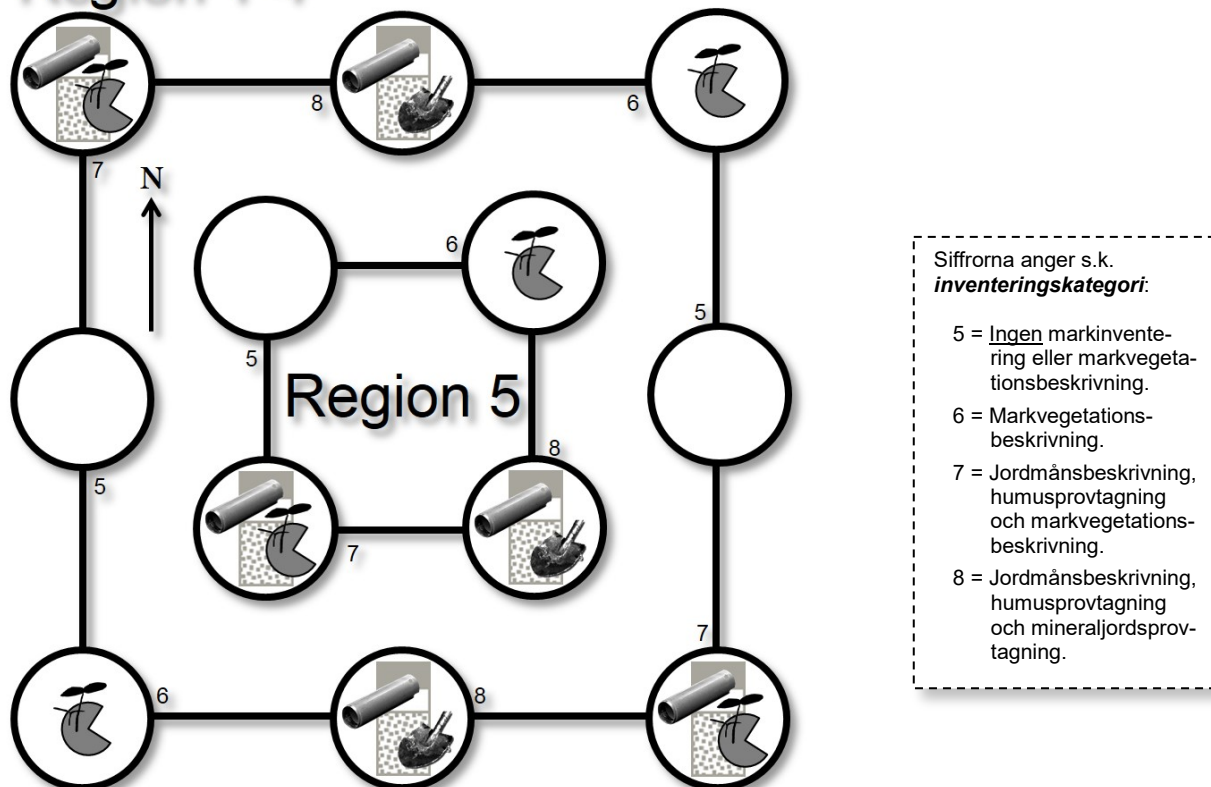 Region
8
6
7
N
6
5
5
Region 5
8
5
7
7
6
8
Siffrorna anger s.k.
inventeringskategori:
5 = Ingen markinvente-
ring eller markvegeta-
tionsbeskrivning.
6 = Markvegetations-
beskrivning.
7 = Jordmånsbeskrivning,
humusprovtagning
och markvegetations-
beskrivning.
8 = Jordmånsbeskrivning,
humusprovtagning
och mineraljordsprov-
tagning.